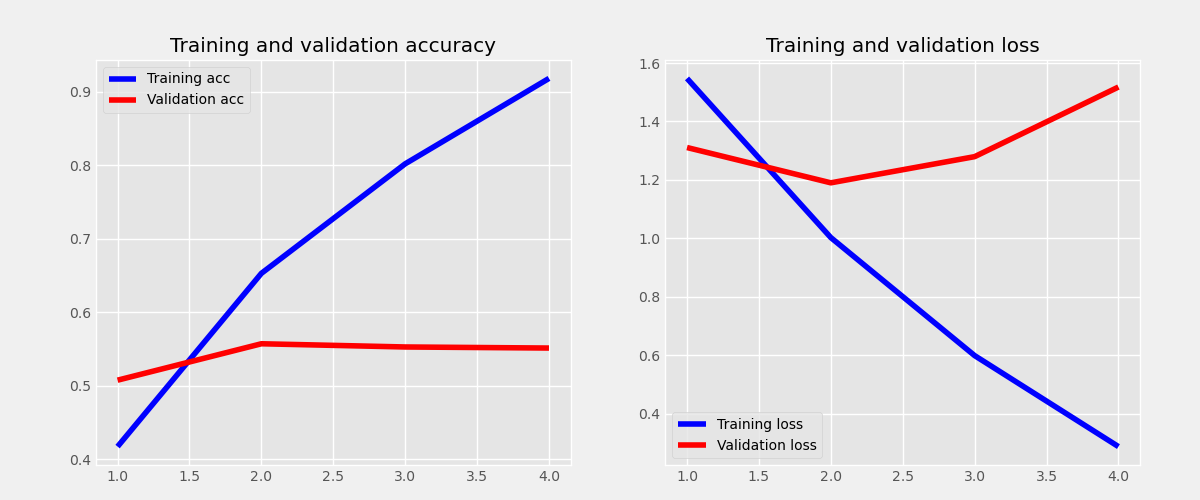 Training and validation accuracy
Training acc
Validation acc
0.9
0.8
0.7
0.6
0.5
0.4
1.0 1.5 2.0 2.5 3.0 3.5 4.0
Training and validation loss
1.6
1.4
1.2
1.0
0.8
0.6
0.4
Training loss
Validation loss
1.0 1.5 2.0 2.5 3.0 3.5 4.0